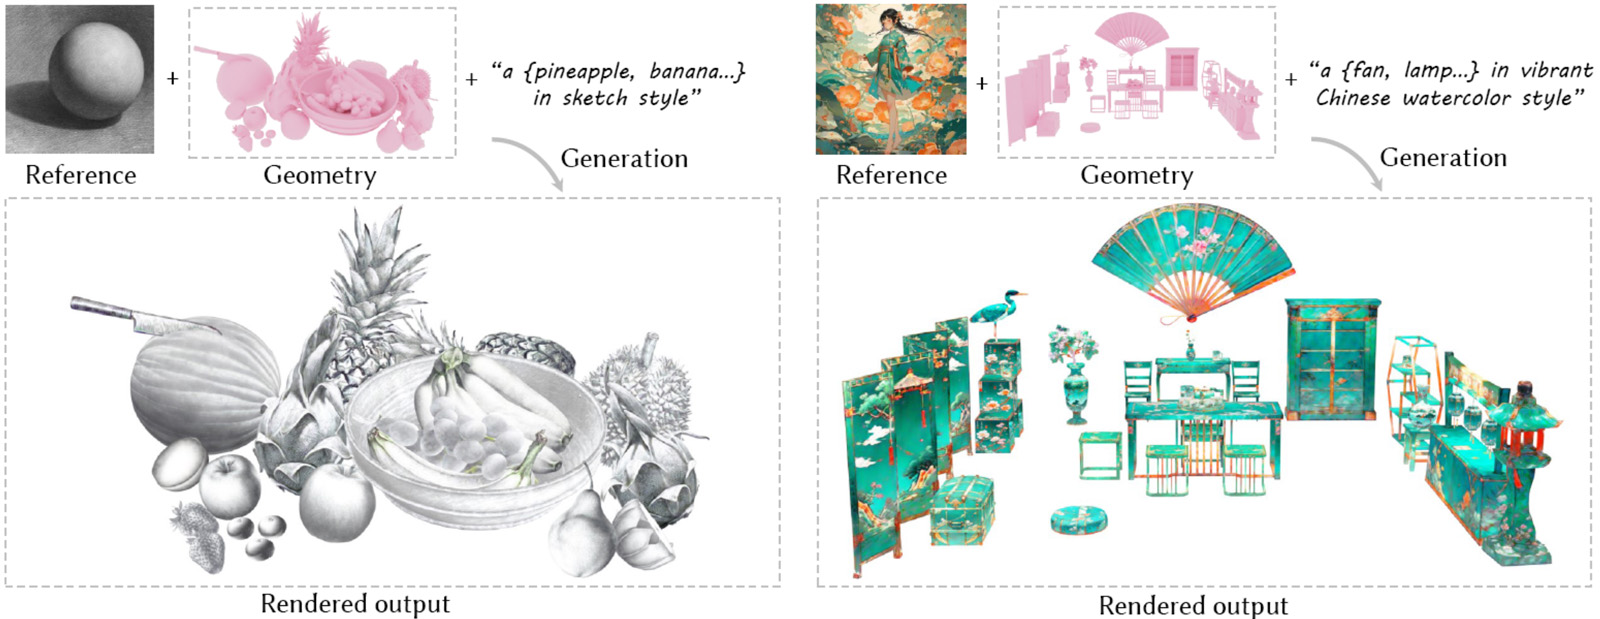 Reference
+
Geometry
+
“a {pineapple, banana...}
in sketch style”
Generation
Rendered output
Reference
+
Geometry
+
“a {fan, lamp...} in vibrant
Chinese watercolor style”
Generation
Rendered output